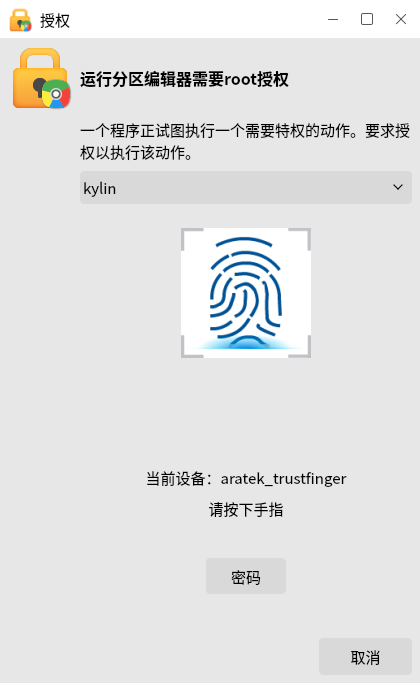 授权
运行分区编辑器需要root授权
一个程序正试图执行一个需要特权的动作。要求授
权以执行该动作。
kylin
当前设备：aratek_trustfinger
请按下手指
密码
取消